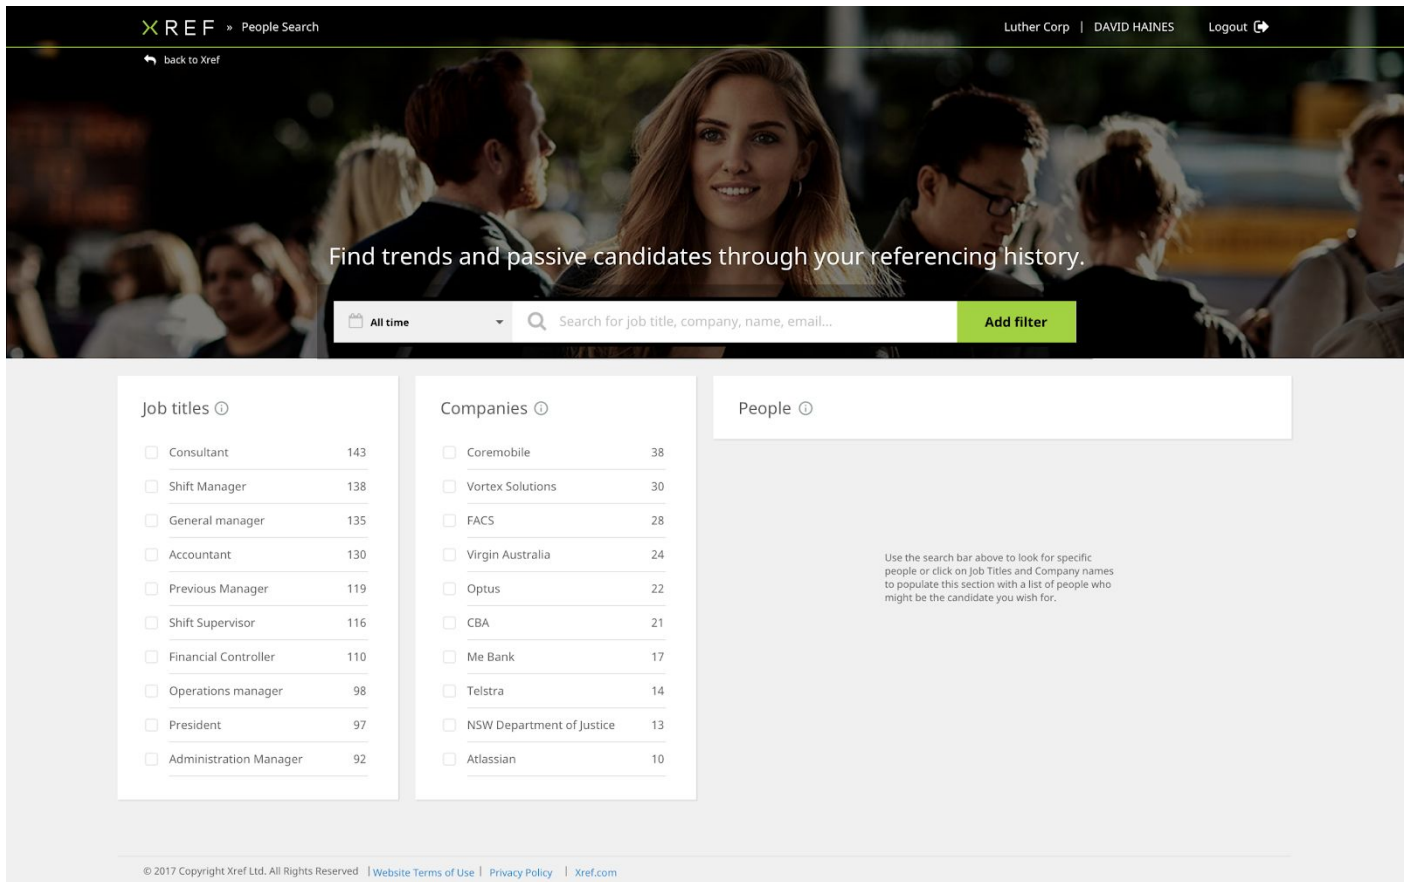 XREF » People Search
Luther Corp | DAVID HAINES Logout
back to Xref
Find trends and passive candidates through your referencing history.
All time Search for job title, company, name, email... Add filter
Job titles
Consultant 143
Shift Manager 138
General manager 135
Accountant 130
Previous Manager 119
Shift Supervisor 116
Financial Controller 110
Operations manager 98
President 97
Administration Manager 92
Companies
Coremobile 38
Vortex Solutions 30
FACS 28
Virgin Australia 24
Optus 22
CBA 21
Me Bank 17
Telstra 14
NSW Department of Justice 13
Atlassian 10
People
Use the search bar above to look for specific
people or click on Job Titles and Company names
to populate this section with a list of people who
might be the candidate you wish for.
© 2017 Copyright Xref Ltd. All Rights Reserved | Website Terms of Use | Privacy Policy | Xref.com